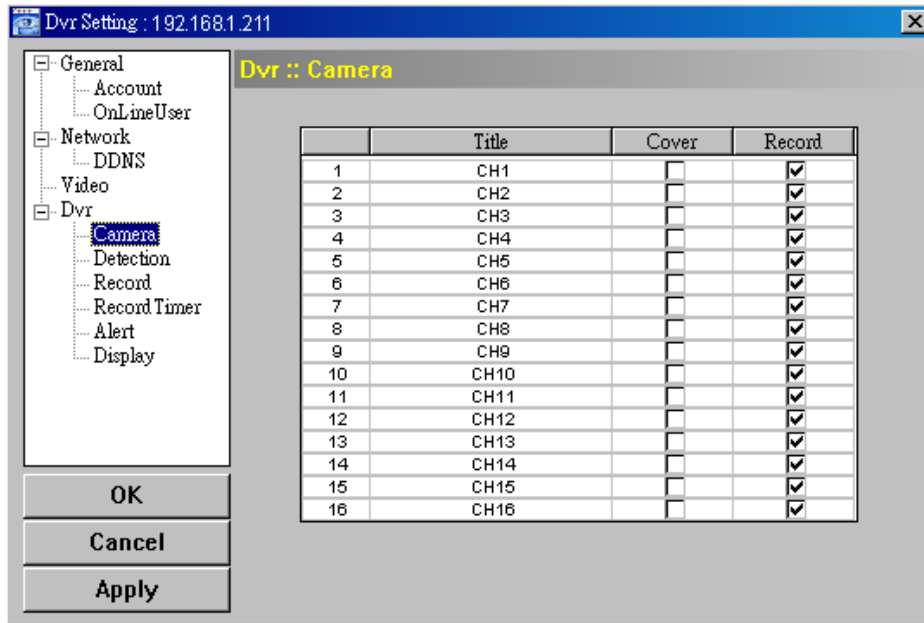 Dvr Setting : 192.168.1.211
General
Account
OnLineUser
Network
DDNS
Video
Dvr
Camera
Detection
Record
Record Timer
Alert
Display
OK
Cancel
Apply
Dvr :: Camera
Title Cover Record
1 CH1
2 CH2
3 CH3
4 CH4
5 CH5
6 CH6
7 CH7
8 CH8
9 CH9
10 CH10
11 CH11
12 CH12
13 CH13
14 CH14
15 CH15
16 CH16